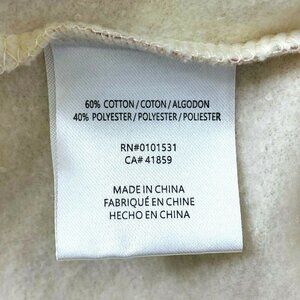 60% COTTON / COTON / ALGODON
40% POLYESTER / POLYESTER / POLIESTER
RN#0101531
CA# 41859
MADE IN CHINA
FABRIQUÉ EN CHINE
HECHO EN CHINA